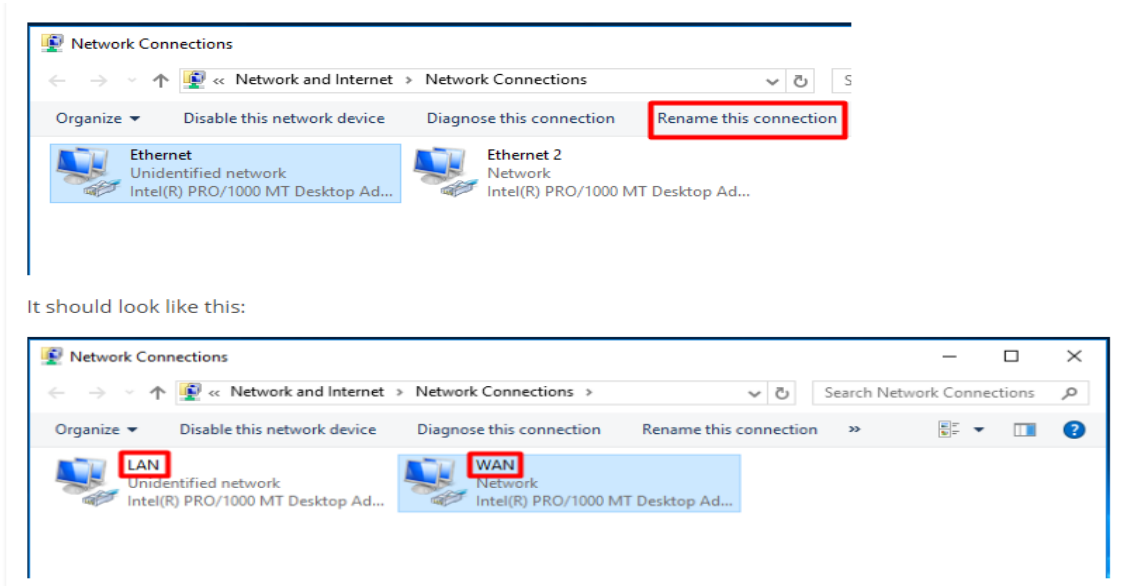 Network Connections
« Network and Internet > Network Connections
Organize Disable this network device Diagnose this connection Rename this connection
Ethernet Ethernet 2
Unidentified network Network
Intel(R) PRO/1000 MT Desktop Ad... Intel(R) PRO/1000 MT Desktop Ad...
It should look like this:
Network Connections
« Network and Internet > Network Connections > Search Network Connections
Organize Disable this network device Diagnose this connection Rename this connection »
LAN WAN
Unidentified network Network
Intel(R) PRO/1000 MT Desktop Ad... Intel(R) PRO/1000 MT Desktop Ad...